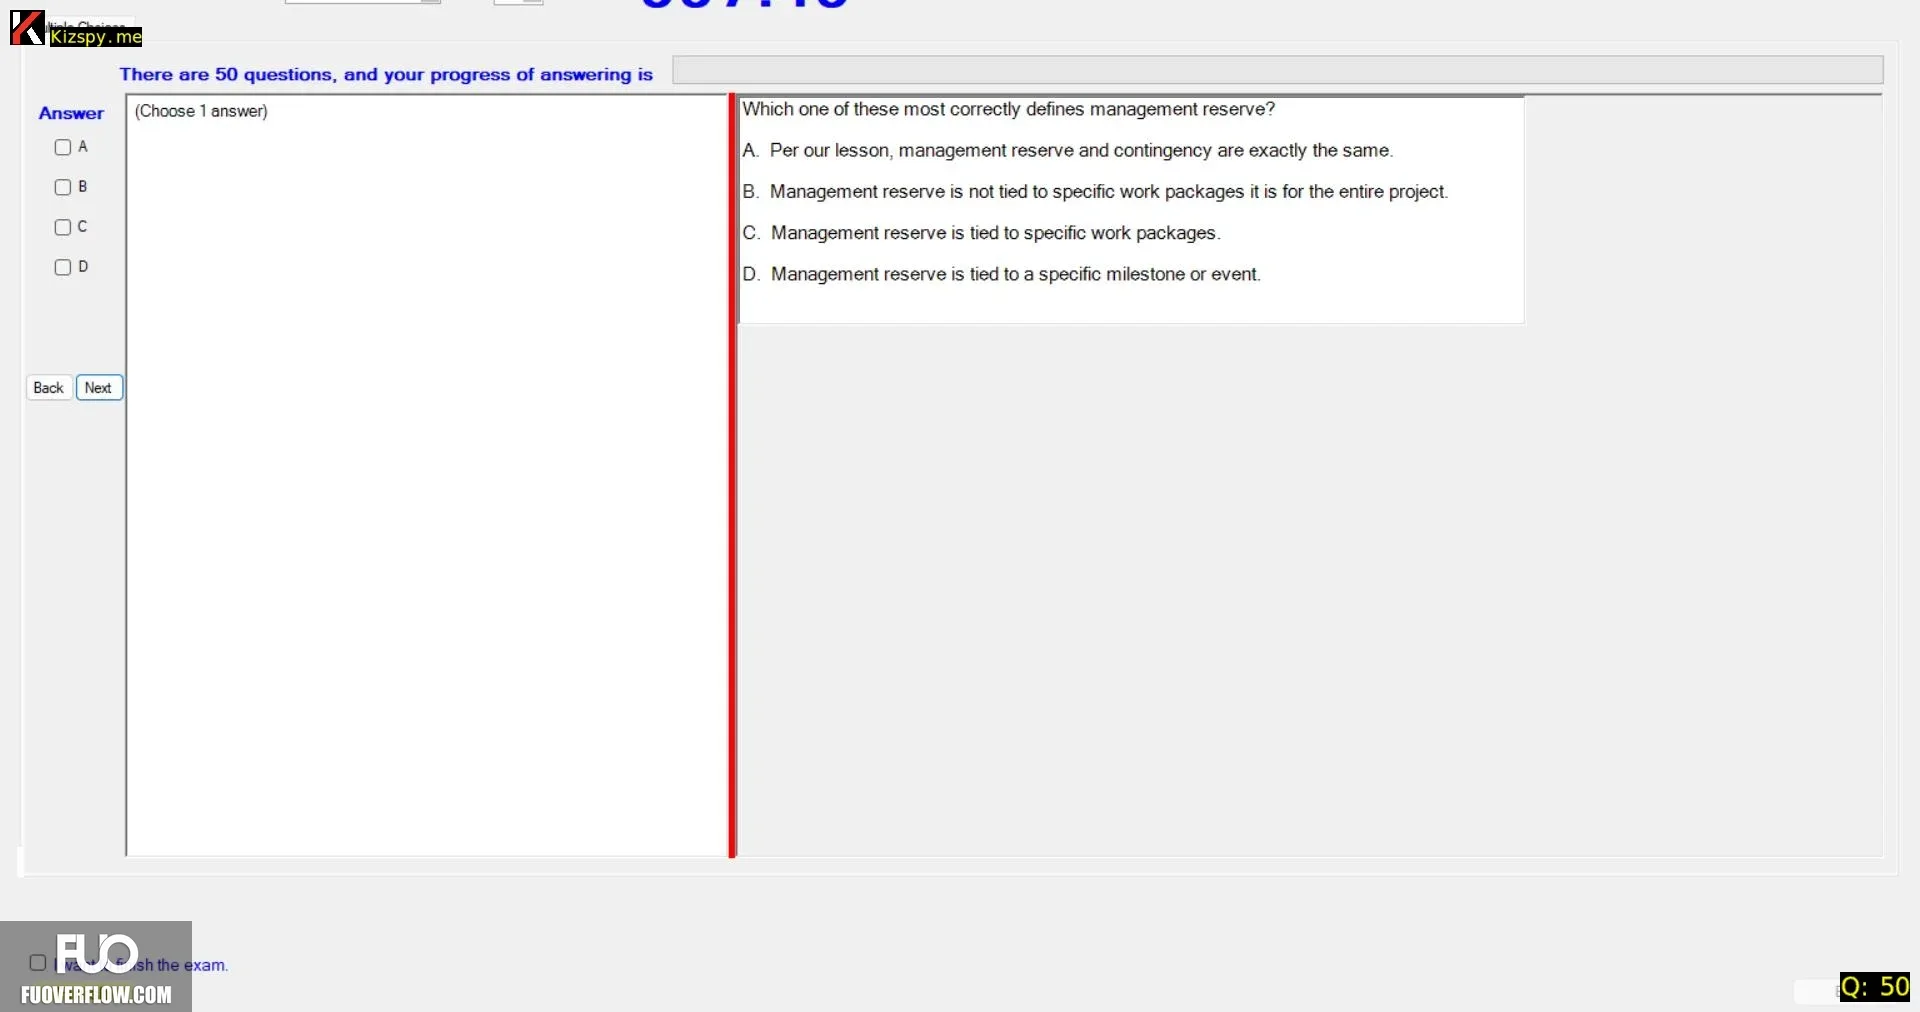 Kizspy.me
There are 50 questions, and your progress of answering is
Answer
(Choose 1 answer)
A
B
C
D
Back Next
Which one of these most correctly defines management reserve?
A. Per our lesson, management reserve and contingency are exactly the same.
B. Management reserve is not tied to specific work packages it is for the entire project.
C. Management reserve is tied to specific work packages.
D. Management reserve is tied to a specific milestone or event.
the exam.
FUO
FUOVERFLOW.COM
Q: 50